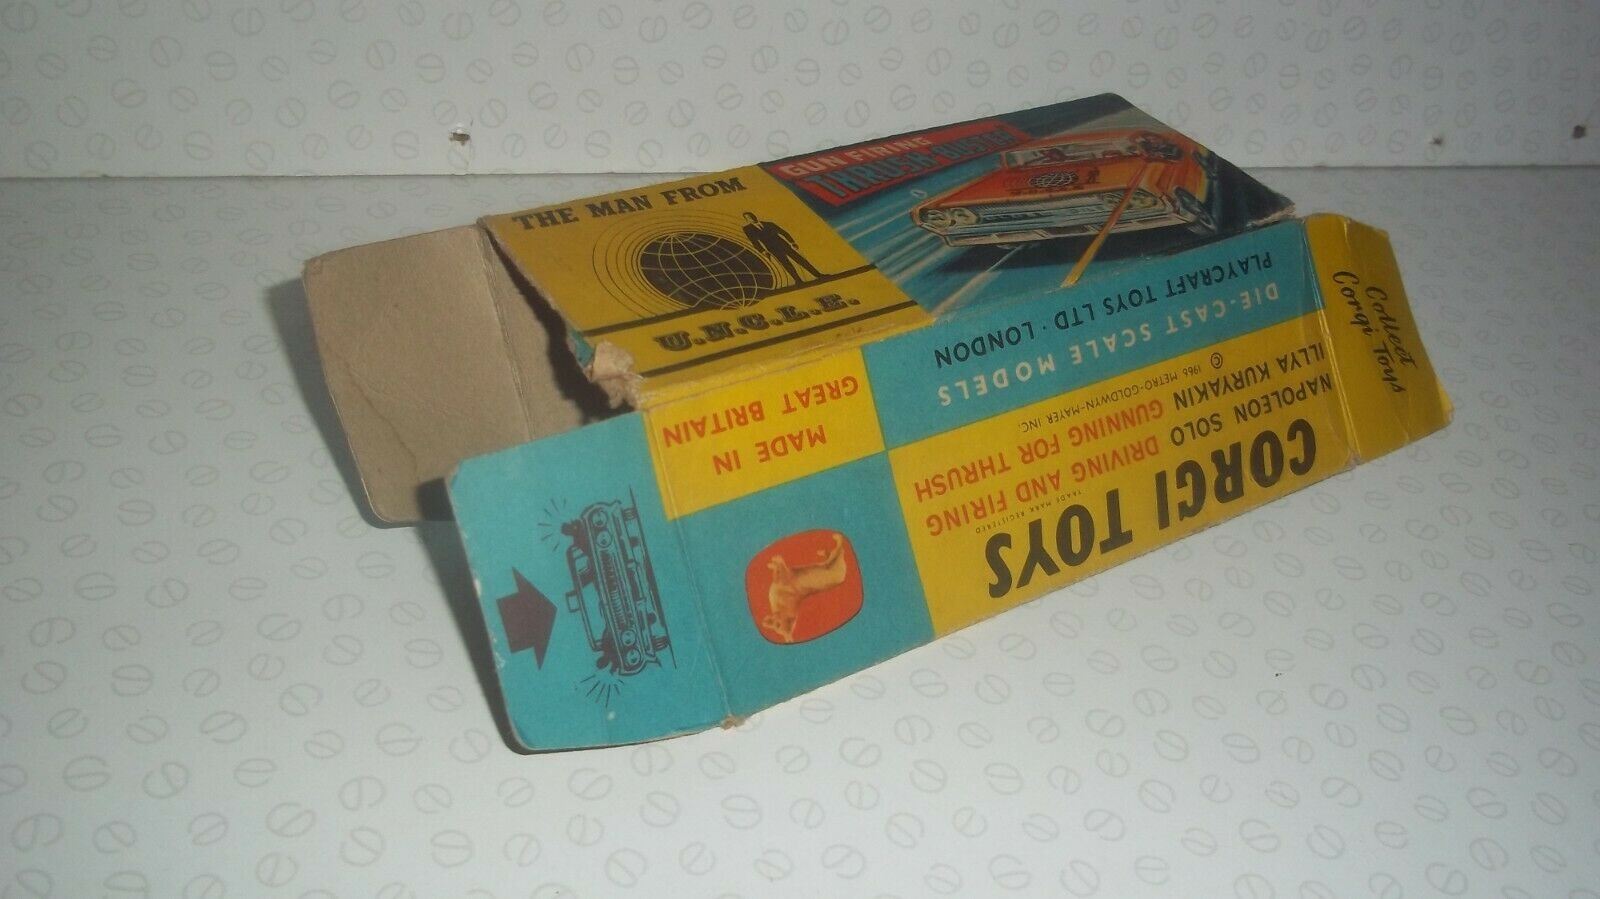 THE MAN FROM
U.N.C.L.E.
GUN FIRING
THRUSH-BUSTER
CORGI TOYS
TRADE MARK REGISTERED
NAPOLEON SOLO DRIVING AND FIRING
ILLYA KURYAKIN GUNNING FOR THRUSH
© 1966 METRO-GOLDWYN-MAYER INC.
DIE-CAST SCALE MODELS
PLAYCRAFT TOYS LTD · LONDON
MADE IN
GREAT BRITAIN
Collect
Corgi Toys